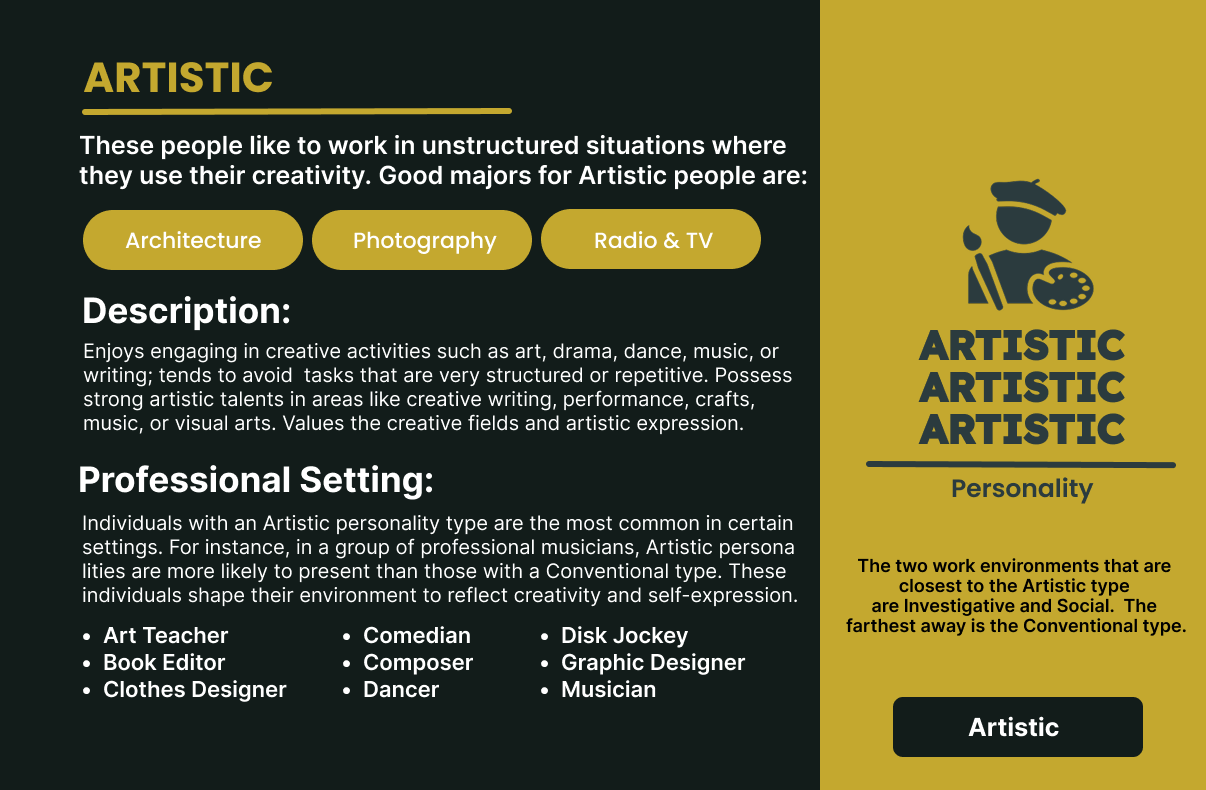 ARTISTIC
These people like to work in unstructured situations where
they use their creativity. Good majors for Artistic people are:
Architecture
Photography
Radio & TV
Description:
Enjoys engaging in creative activities such as art, drama, dance, music, or
writing; tends to avoid  tasks that are very structured or repetitive. Possess
strong artistic talents in areas like creative writing, performance, crafts,
music, or visual arts. Values the creative fields and artistic expression.
Professional Setting:
Individuals with an Artistic personality type are the most common in certain
settings. For instance, in a group of professional musicians, Artistic persona
lities are more likely to present than those with a Conventional type. These
individuals shape their environment to reflect creativity and self-expression.
• Art Teacher
• Book Editor
• Clothes Designer
• Comedian
• Composer
• Dancer
• Disk Jockey
• Graphic Designer
• Musician
ARTISTIC
ARTISTIC
ARTISTIC
Personality
The two work environments that are
closest to the Artistic type
are Investigative and Social.  The
farthest away is the Conventional type.
Artistic